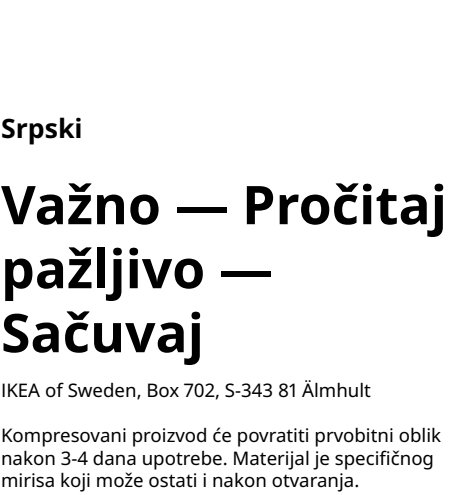 Srpski
Važno — Pročitaj
pažljivo —
Sačuvaj
IKEA of Sweden, Box 702, S-343 81 Älmhult
Kompresovani proizvod će povratiti prvobitni oblik
nakon 3-4 dana upotrebe. Materijal je specifičnog
mirisa koji može ostati i nakon otvaranja.